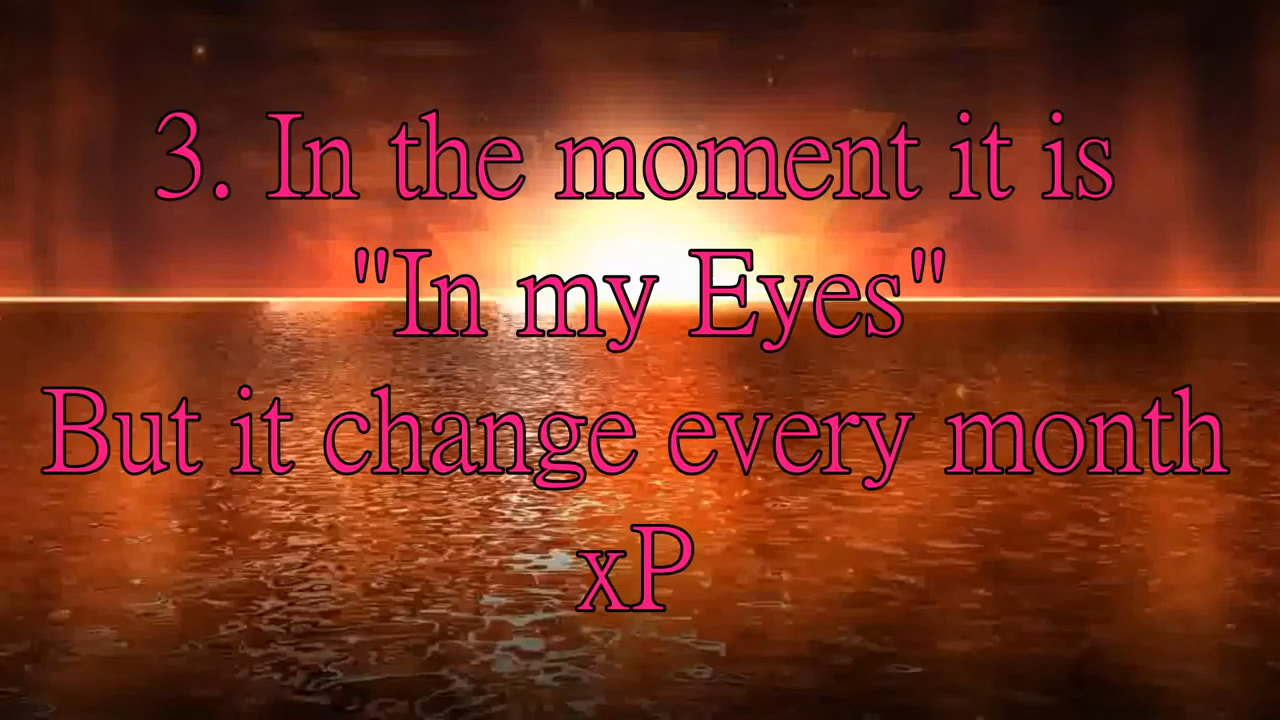 3. In the moment it is
"In my Eyes"
But it change every month
xP